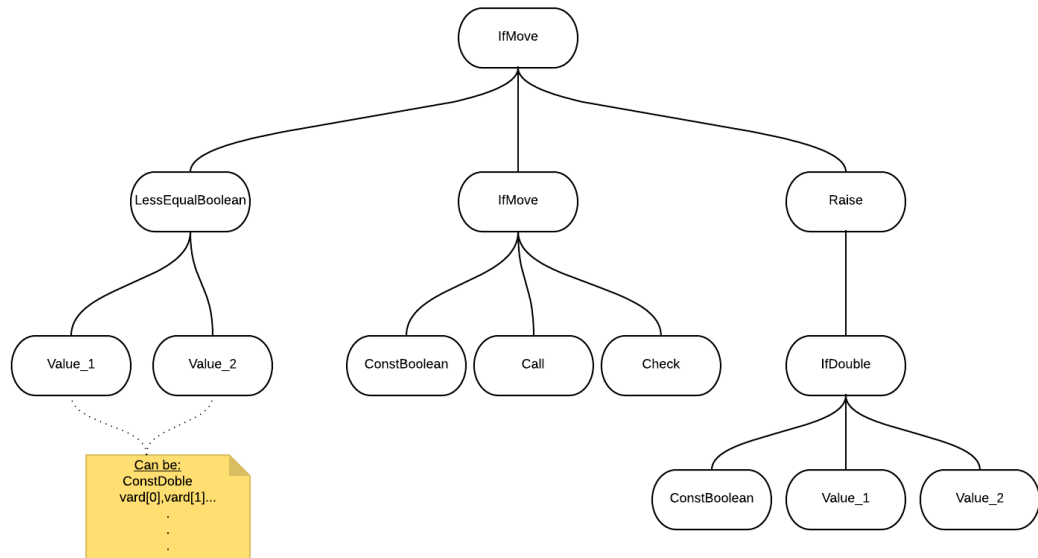 IfMove
LessEqualBoolean
IfMove
Raise
Value_1
Value_2
ConstBoolean
Call
Check
IfDouble
Can be:
ConstDoble
vard[0],vard[1]...
.
.
.
ConstBoolean
Value_1
Value_2